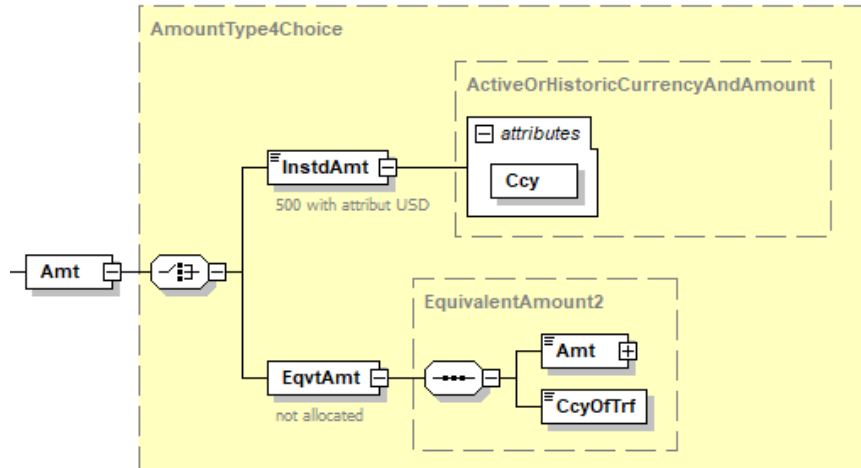 AmountType4Choice
ActiveOrHistoricCurrencyAndAmount
attributes
InstdAmt
Ccy
500 with attribut USD
Amt
EquivalentAmount2
Amt
EqvtAmt
CcyOfTrf
not allocated